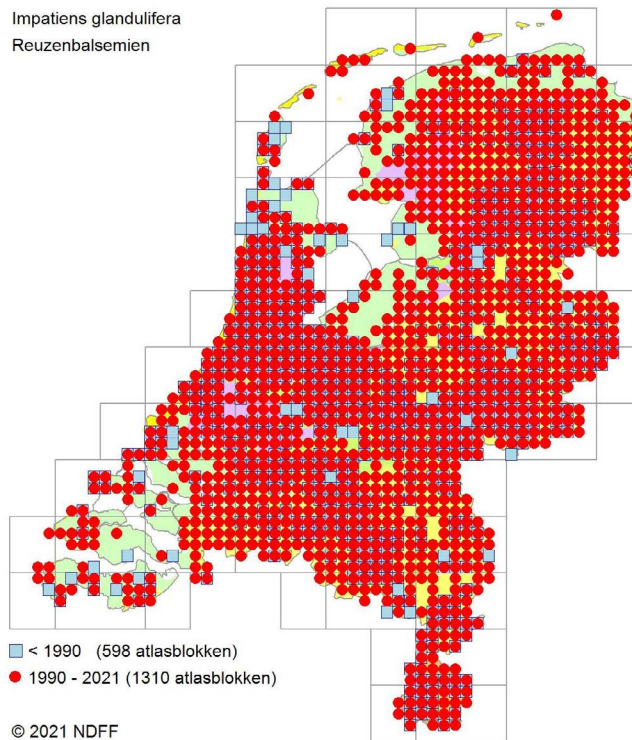 Impatiens glandulifera
Reuzenbalsemien
< 1990 (598 atlasblokken)
1990 - 2021 (1310 atlasblokken)
© 2021 NDFF